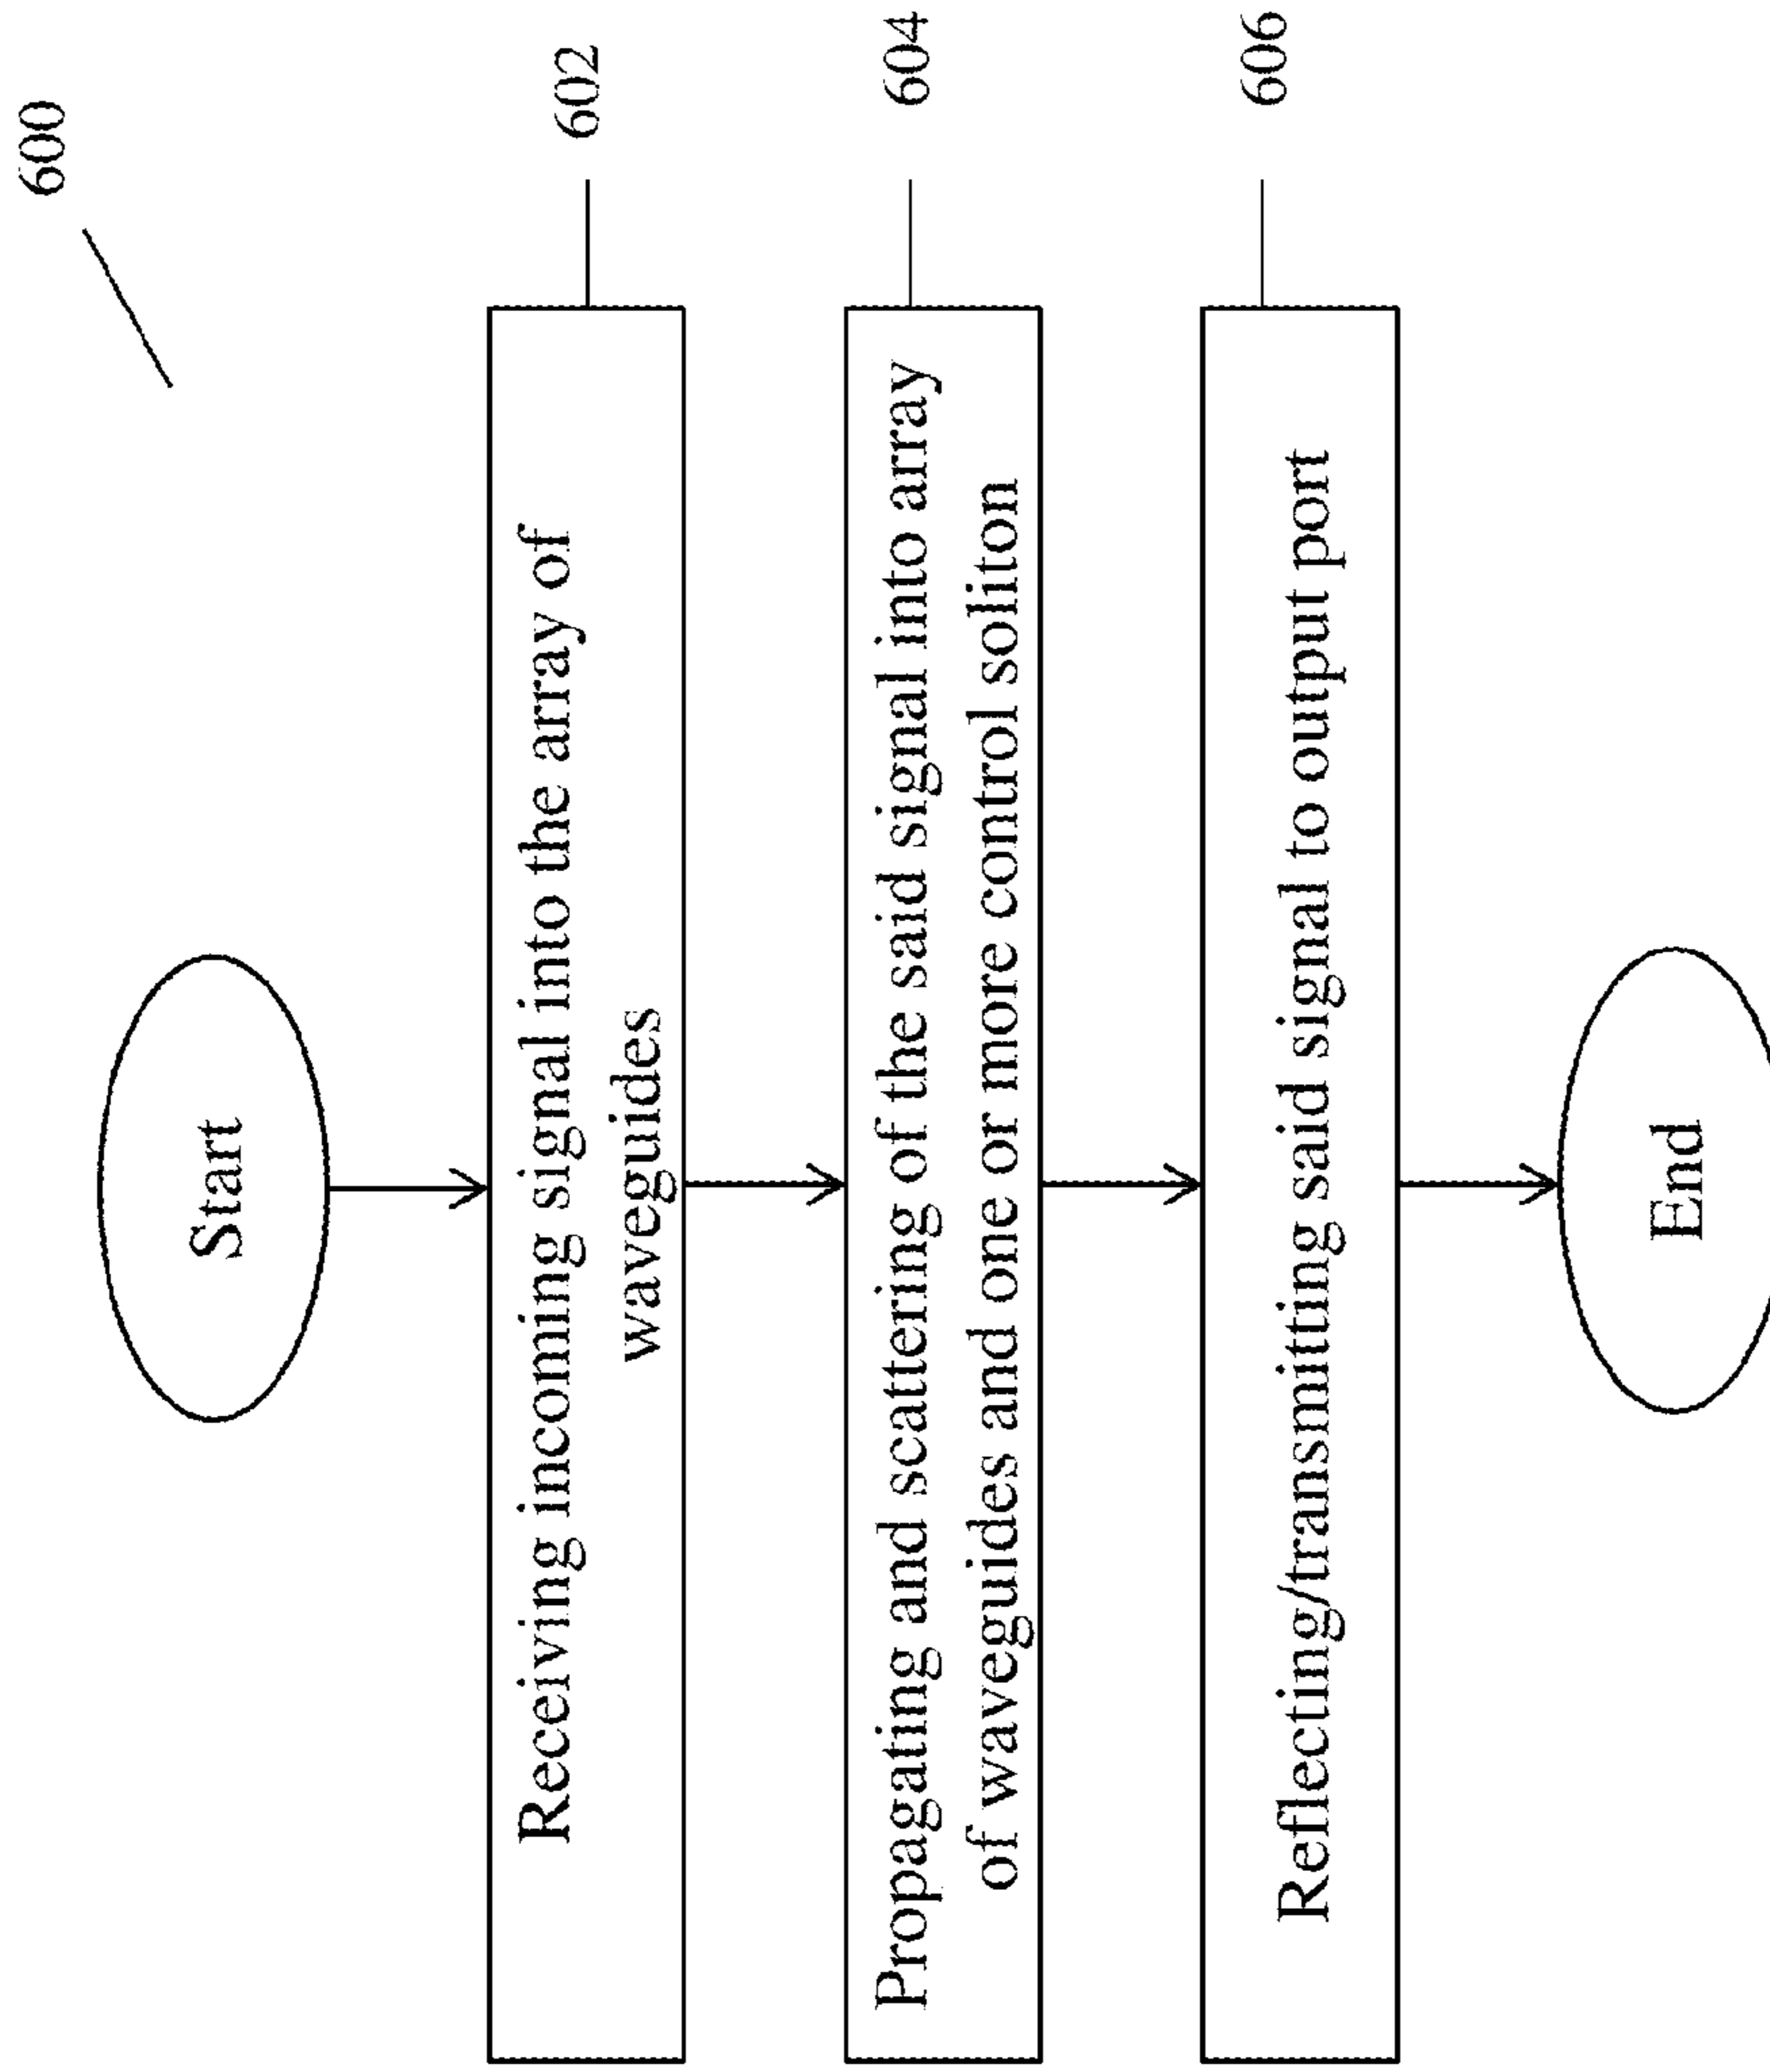 600
Start
Receiving incoming signal into the array of
waveguides
602
Propagating and scattering of the said signal into array
of waveguides and one or more control soliton
604
Reflecting/transmitting said signal to output port
606
End